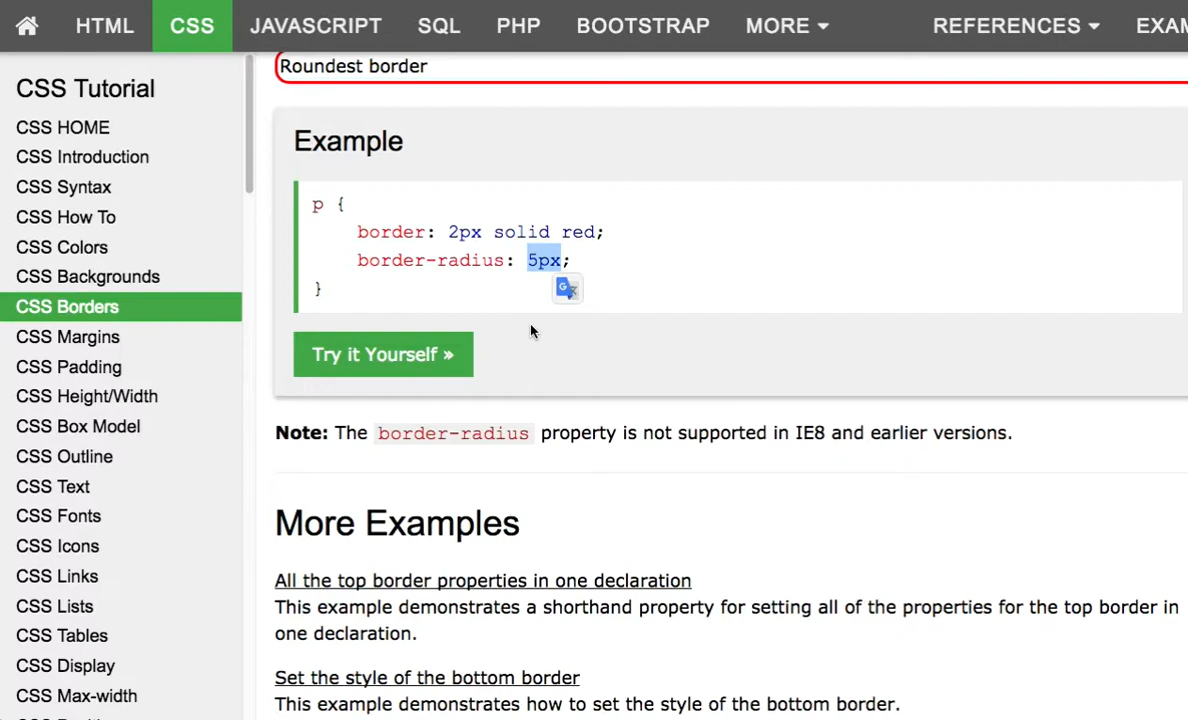 HTML CSS JAVASCRIPT SQL PHP BOOTSTRAP MORE REFERENCES EXAM
CSS Tutorial
CSS HOME
CSS Introduction
CSS Syntax
CSS How To
CSS Colors
CSS Backgrounds
CSS Borders
CSS Margins
CSS Padding
CSS Height/Width
CSS Box Model
CSS Outline
CSS Text
CSS Fonts
CSS Icons
CSS Links
CSS Lists
CSS Tables
CSS Display
CSS Max-width
Roundest border
Example
p {
border: 2px solid red;
border-radius: 5px;
}
Try it Yourself »
Note: The border-radius property is not supported in IE8 and earlier versions.
More Examples
All the top border properties in one declaration
This example demonstrates a shorthand property for setting all of the properties for the top border in
one declaration.
Set the style of the bottom border
This example demonstrates how to set the style of the bottom border.